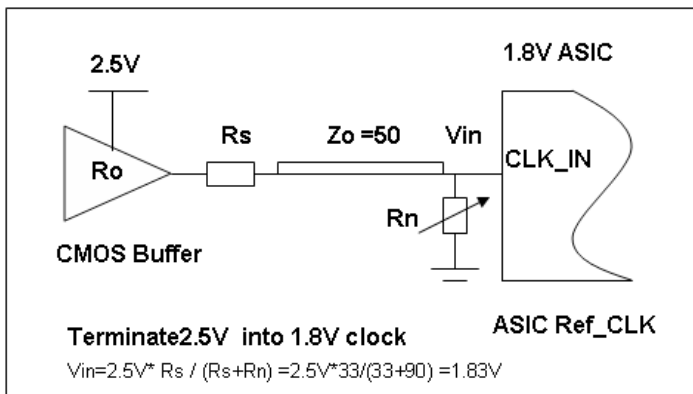 2.5V
1.8V ASIC
Rs
Zo =50
Vin
Ro
CLK_IN
Rn
CMOS Buffer
ASIC Ref_CLK
Terminate2.5V into 1.8V clock
Vin=2.5V* Rs / (Rs+Rn) =2.5V*33/(33+90) =1.83V